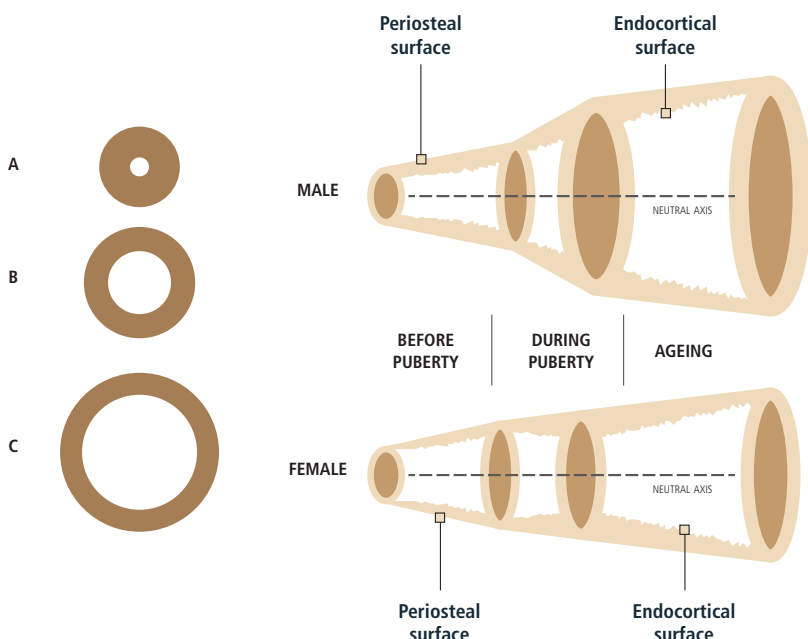 Periosteal
surface
Endocortical
surface
A
MALE
NEUTRAL AXIS
B
BEFORE
PUBERTY
DURING
PUBERTY
AGEING
C
FEMALE
NEUTRAL AXIS
Periosteal
surface
Endocortical
surface